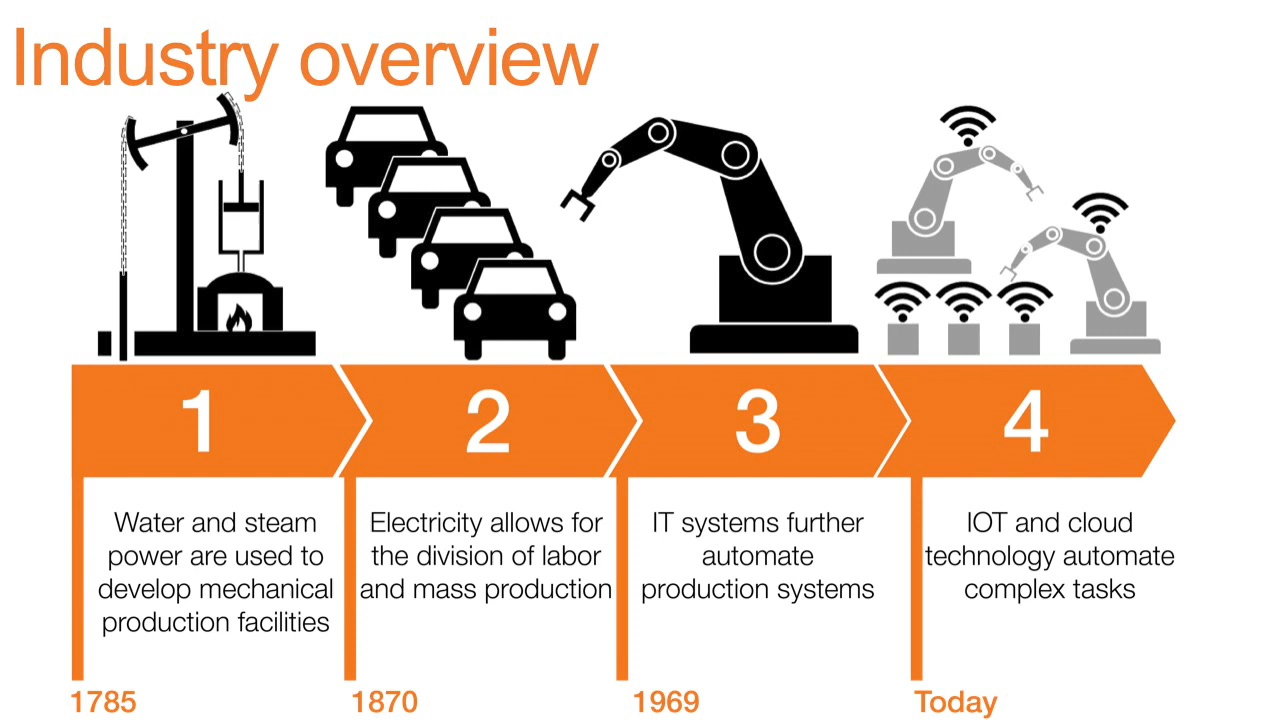 Industry overview
1
2
3
4
Water and steam
power are used to
develop mechanical
production facilities
Electricity allows for
the division of labor
and mass production
IT systems further
automate
production systems
IOT and cloud
technology automate
complex tasks
1785
1870
1969
Today